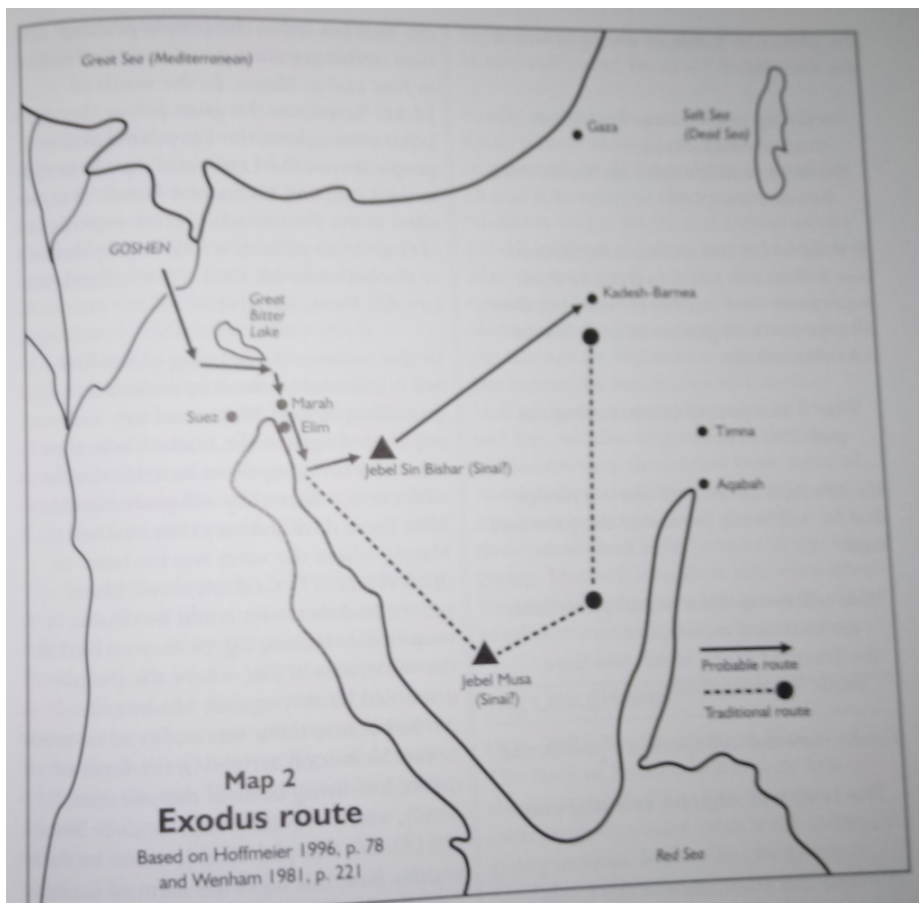 Great Sea (Mediterranean)
Gaza
Salt Sea
(Dead Sea)
GOSHEN
Great
Bitter
Lake
Kadesh-Barnea
Suez
Marah
Elim
Jebel Sin Bishar (Sinai?)
Timna
Aqabah
Jebel Musa
(Sinai?)
Probable route
Traditional route
Map 2
Exodus route
Based on Hoffmeier 1996, p. 78
and Wenham 1981, p. 221
Red Sea